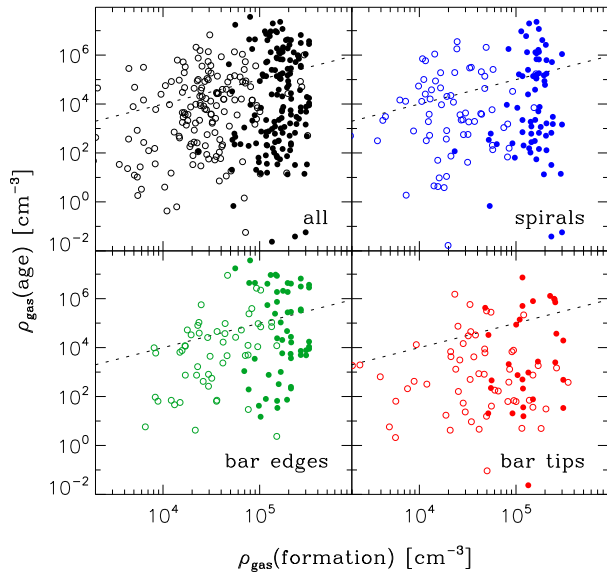 10^6
10^4
10^2
10^0
10^-2
all
spirals
10^6
10^4
10^2
10^0
10^-2
bar edges
bar tips
10^4 10^5 10^4 10^5
ρgas(age) [cm^-3]
ρgas(formation) [cm^-3]